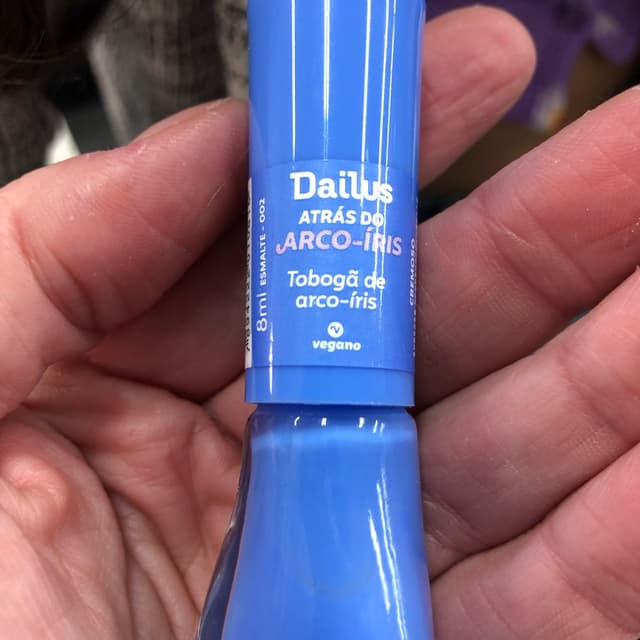 Dailus
ATRÁS DO
ARCO-ÍRIS
Tobogã de
arco-íris
vegano
8ml ESMALTE - 002
CREMOSO